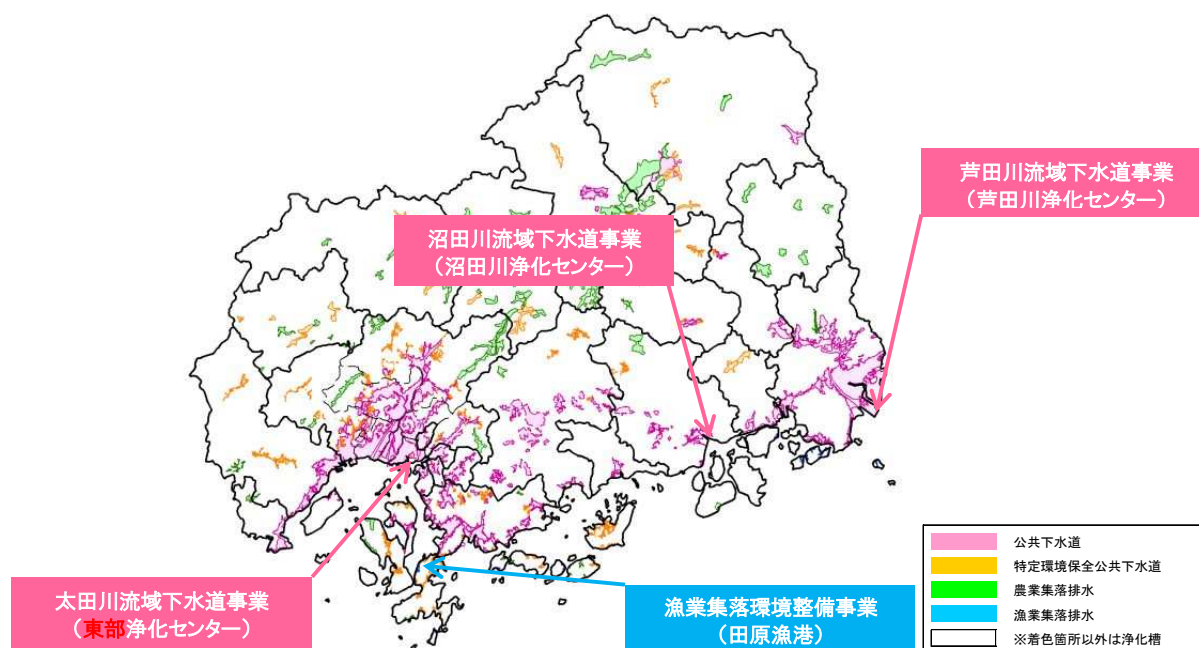 芦田川流域下水道事業
（芦田川浄化センター）
沼田川流域下水道事業
（沼田川浄化センター）
太田川流域下水道事業
（東部浄化センター）
漁業集落環境整備事業
（田原漁港）
公共下水道
特定環境保全公共下水道
農業集落排水
漁業集落排水
※着色箇所以外は浄化槽